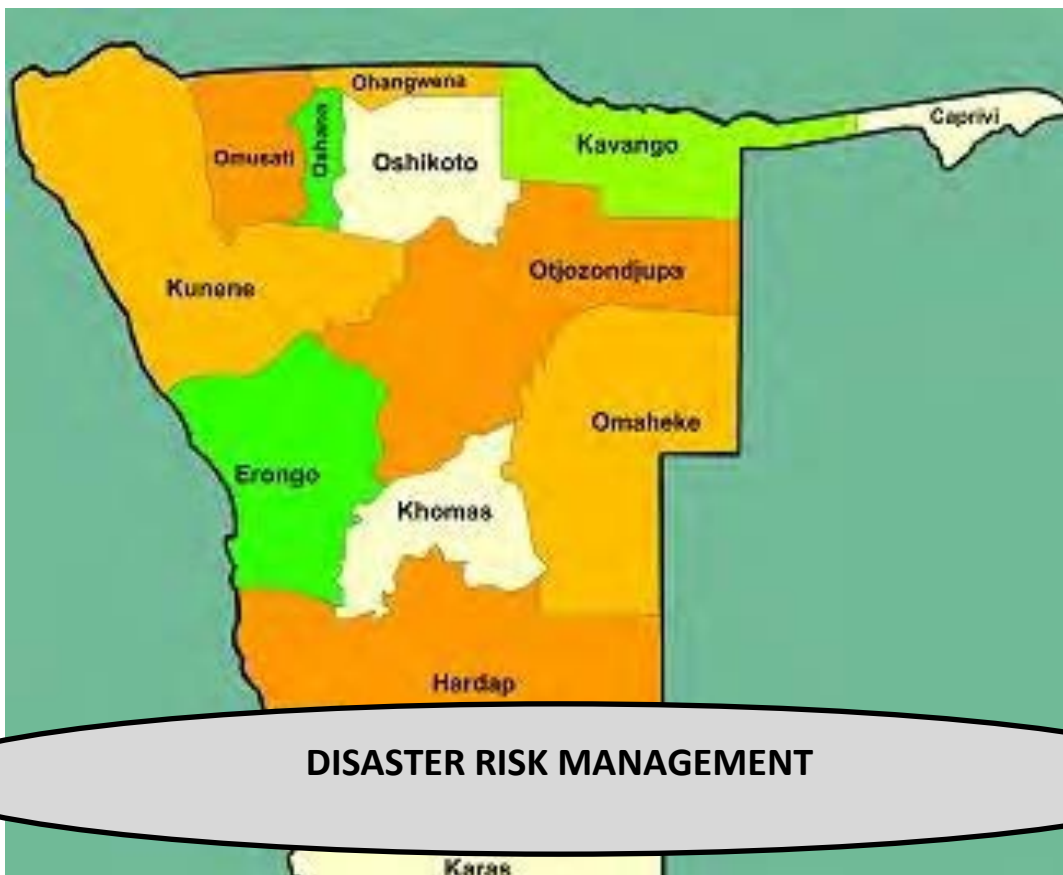 Ohangwena
Caprivi
Kavango
Omusati
Oshana
Oshikoto
Otjozondjupa
Kunene
Omaheke
Erongo
Khomas
Hardap
DISASTER RISK MANAGEMENT
Karas